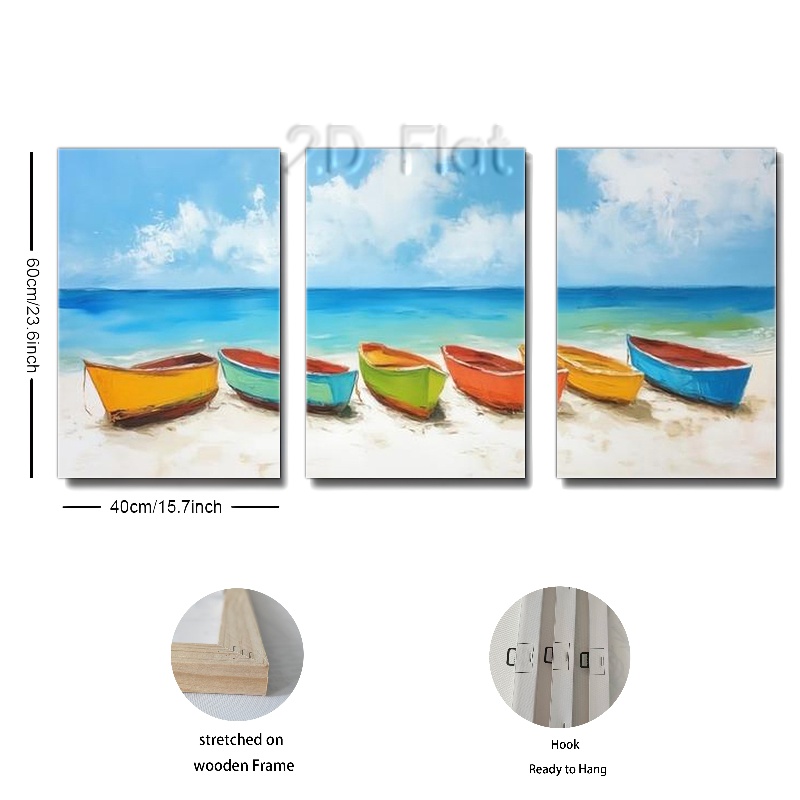 2D Flat
60cm/23.6inch
40cm/15.7inch
stretched on
wooden Frame
Hook
Ready to Hang